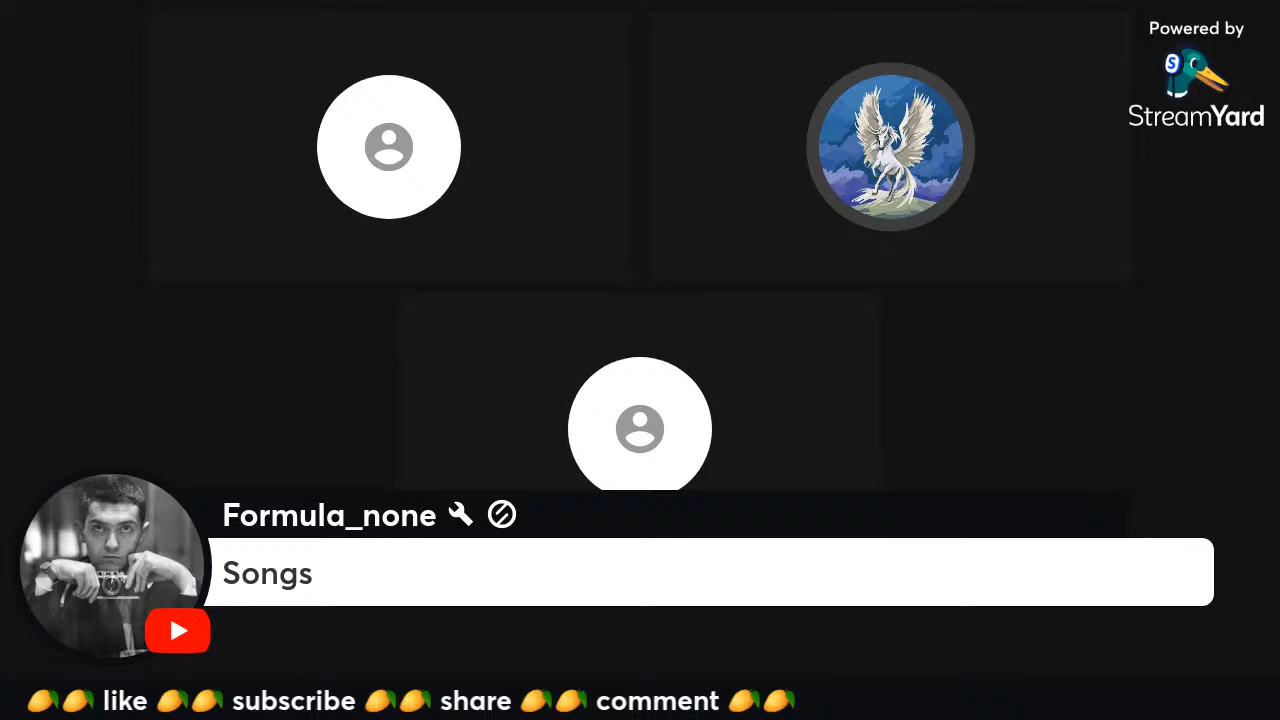 Powered by
S
StreamYard
Formula_none
Songs
🥭🥭 like 🥭🥭 subscribe 🥭🥭 share 🥭🥭 comment 🥭🥭